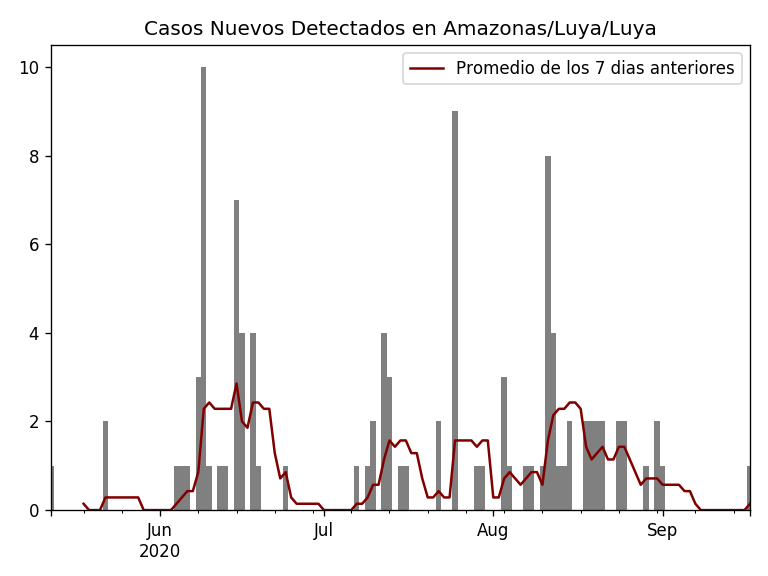 Casos Nuevos Detectados en Amazonas/Luya/Luya
Promedio de los 7 dias anteriores
10
8
6
4
2
0
Jun
2020
Jul
Aug
Sep